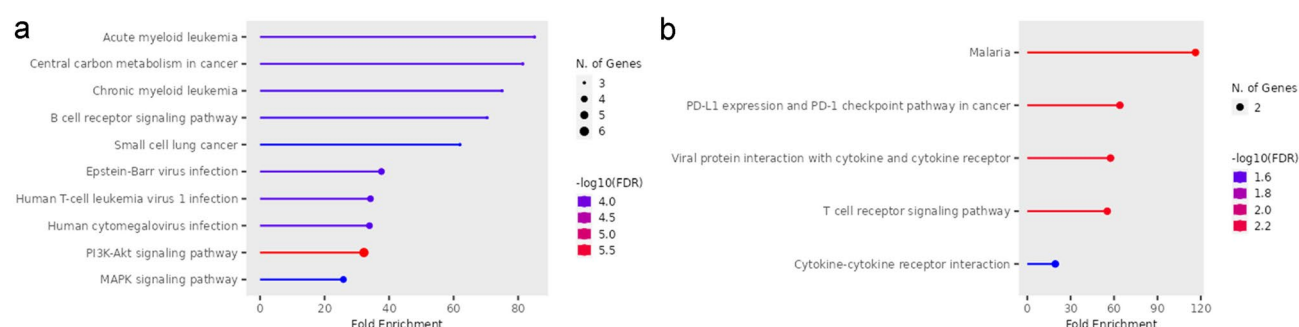 a
Acute myeloid leukemia
Central carbon metabolism in cancer
Chronic myeloid leukemia
B cell receptor signaling pathway
Small cell lung cancer
Epstein-Barr virus infection
Human T-cell leukemia virus 1 infection
Human cytomegalovirus infection
PI3K-Akt signaling pathway
MAPK signaling pathway
0 20 40 60 80
Fold Enrichment
N. of Genes
3
4
5
6
-log10(FDR)
4.0
4.5
5.0
5.5
b
Malaria
PD-L1 expression and PD-1 checkpoint pathway in cancer
Viral protein interaction with cytokine and cytokine receptor
T cell receptor signaling pathway
Cytokine-cytokine receptor interaction
0 30 60 90 120
Fold Enrichment
N. of Genes
2
-log10(FDR)
1.6
1.8
2.0
2.2